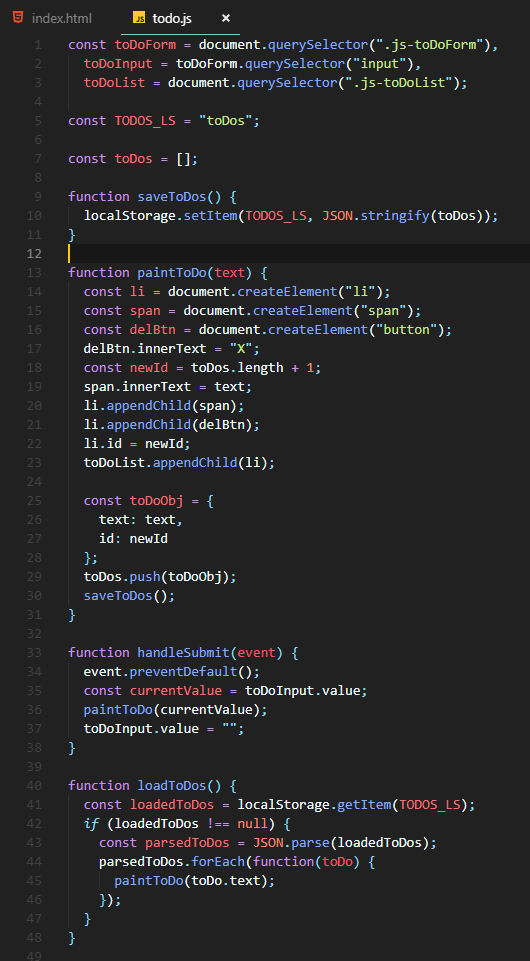 index.html JS todo.js ×
1 const toDoForm = document.querySelector(".js-toDoForm"),
2   toDoInput = toDoForm.querySelector("input"),
3   toDoList = document.querySelector(".js-toDoList");
4
5 const TODOS_LS = "toDos";
6
7 const toDos = [];
8
9 function saveToDos() {
10   localStorage.setItem(TODOS_LS, JSON.stringify(toDos));
11 }
12
13 function paintToDo(text) {
14   const li = document.createElement("li");
15   const span = document.createElement("span");
16   const delBtn = document.createElement("button");
17   delBtn.innerText = "X";
18   const newId = toDos.length + 1;
19   span.innerText = text;
20   li.appendChild(span);
21   li.appendChild(delBtn);
22   li.id = newId;
23   toDoList.appendChild(li);
24
25   const toDoObj = {
26     text: text,
27     id: newId
28   };
29   toDos.push(toDoObj);
30   saveToDos();
31 }
32
33 function handleSubmit(event) {
34   event.preventDefault();
35   const currentValue = toDoInput.value;
36   paintToDo(currentValue);
37   toDoInput.value = "";
38 }
39
40 function loadToDos() {
41   const loadedToDos = localStorage.getItem(TODOS_LS);
42   if (loadedToDos !== null) {
43     const parsedToDos = JSON.parse(loadedToDos);
44     parsedToDos.forEach(function(toDo) {
45       paintToDo(toDo.text);
46     });
47   }
48 }
49